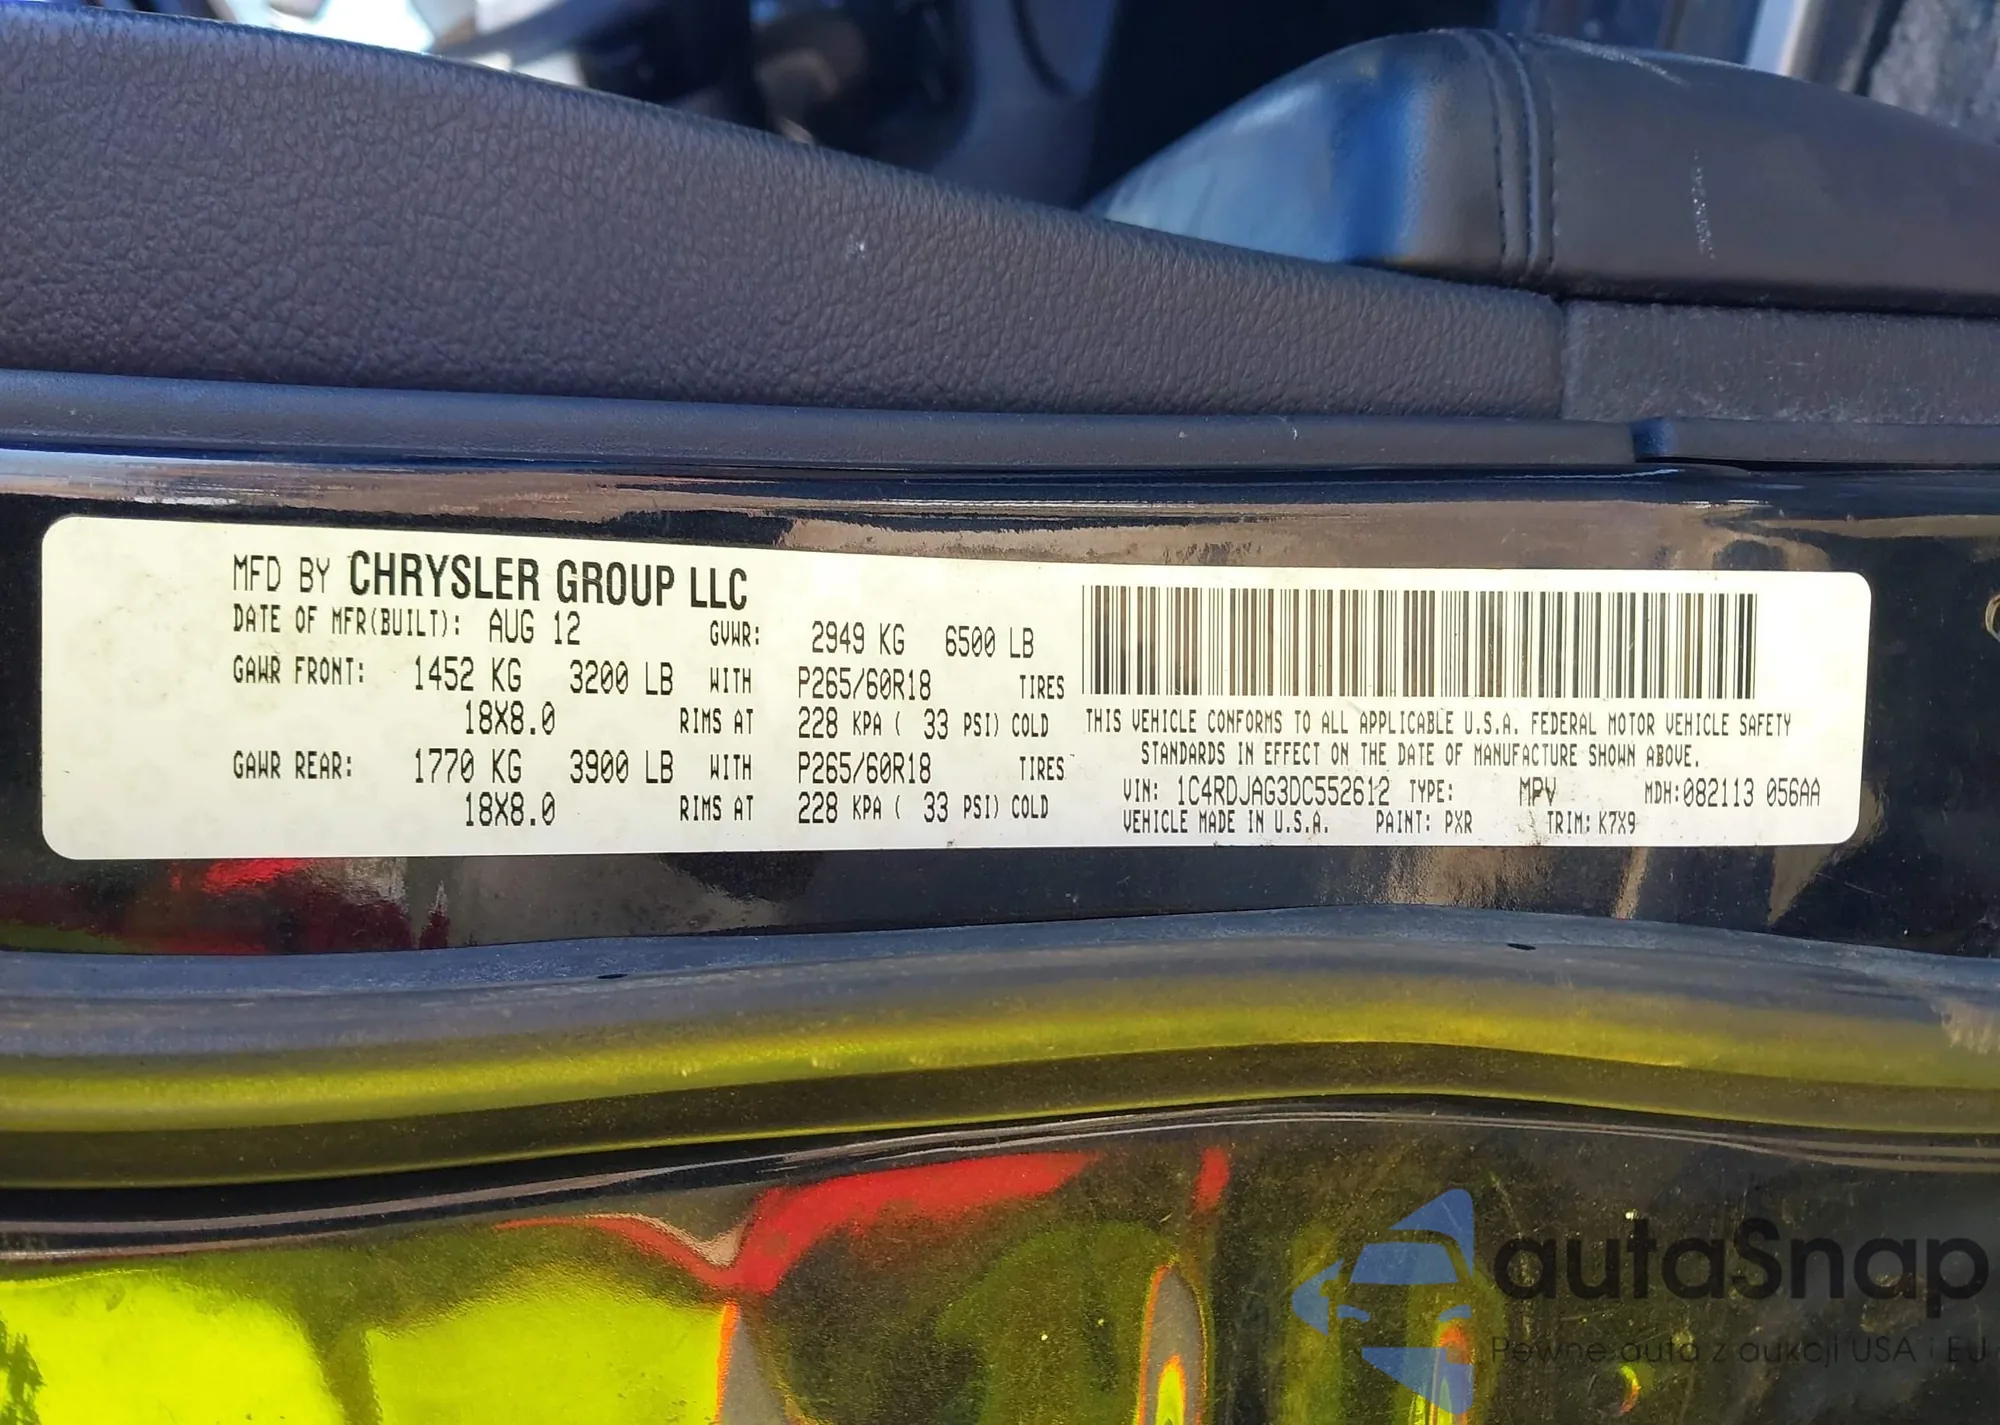 MFD BY CHRYSLER GROUP LLC
DATE OF MFR(BUILT): AUG 12 GVWR: 2949 KG 6500 LB
GAWR FRONT: 1452 KG 3200 LB WITH P265/60R18 TIRES
18X8.0 RIMS AT 228 KPA ( 33 PSI) COLD
GAWR REAR: 1770 KG 3900 LB WITH P265/60R18 TIRES
18X8.0 RIMS AT 228 KPA ( 33 PSI) COLD
THIS VEHICLE CONFORMS TO ALL APPLICABLE U.S.A. FEDERAL MOTOR VEHICLE SAFETY
STANDARDS IN EFFECT ON THE DATE OF MANUFACTURE SHOWN ABOVE.
VIN: 1C4RDJAG3DC552612 TYPE: MPV MDH:082113 056AA
VEHICLE MADE IN U.S.A. PAINT: PXR TRIM: K7X9
autaSnap
Pewne auta z aukcji USA i EU